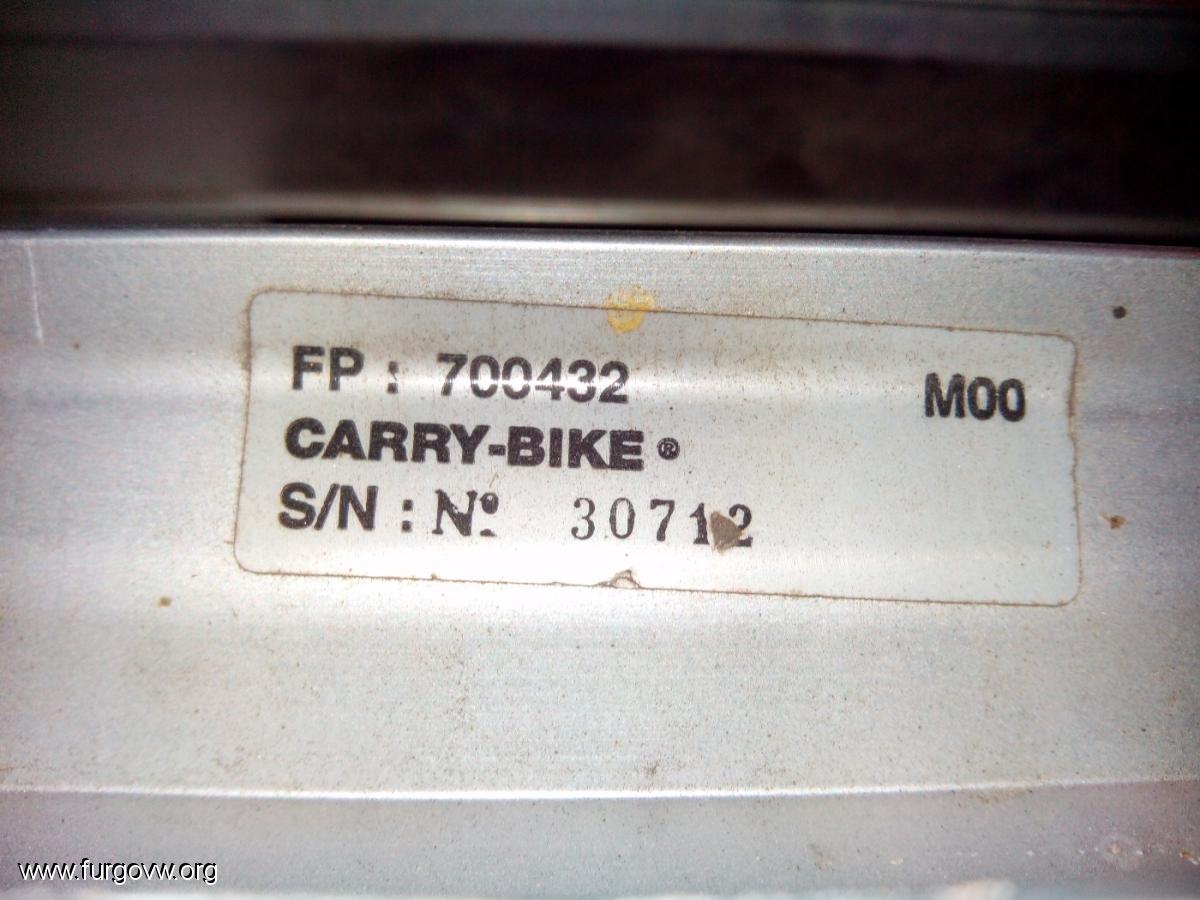 FP : 700432 M00
CARRY-BIKE®
S/N : Nº 30712
www.furgovw.org